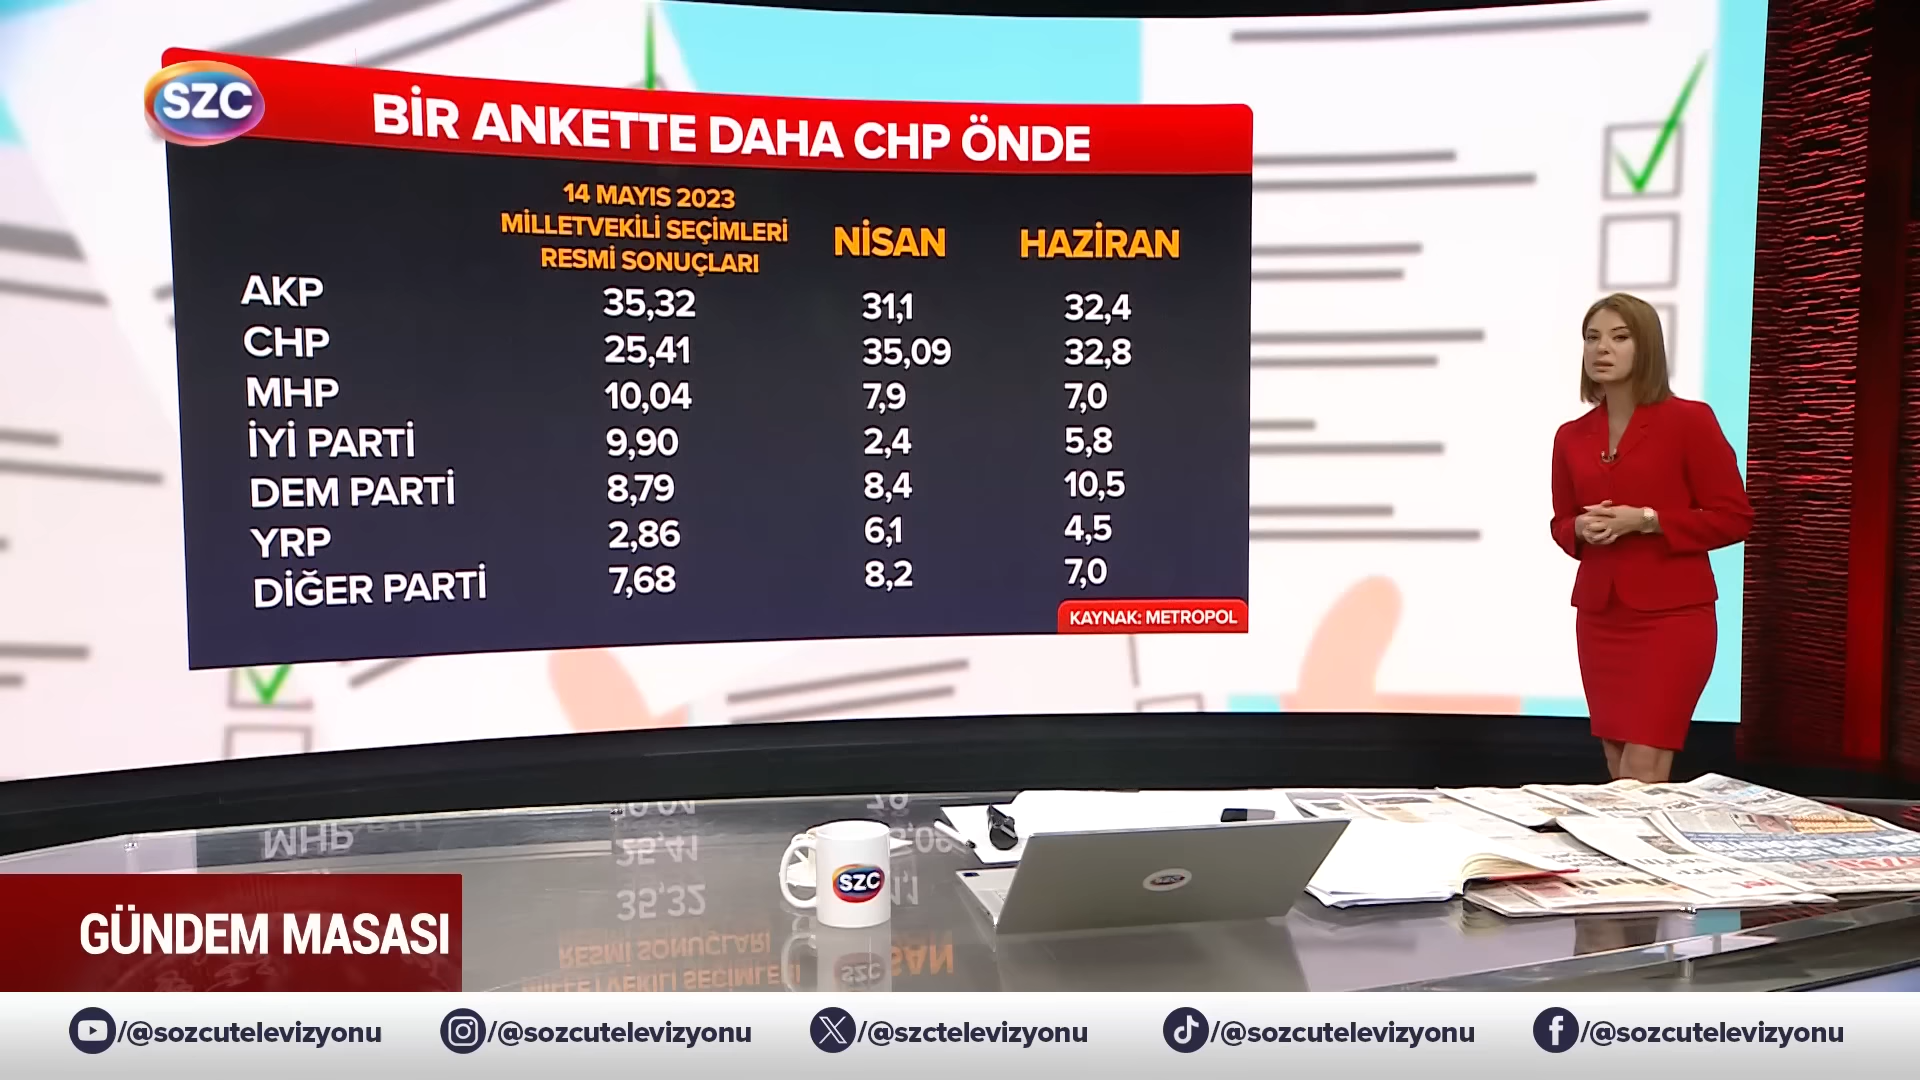 SZC
BİR ANKETTE DAHA CHP ÖNDE
14 MAYIS 2023
MİLLETVEKİLİ SEÇİMLERİ
RESMİ SONUÇLARI
NİSAN
HAZİRAN
AKP 35,32 31,1 32,4
CHP 25,41 35,09 32,8
MHP 10,04 7,9 7,0
İYİ PARTİ 9,90 2,4 5,8
DEM PARTİ 8,79 8,4 10,5
YRP 2,86 6,1 4,5
DİĞER PARTİ 7,68 8,2 7,0
KAYNAK: METROPOL
SZC
SZC
GÜNDEM MASASI
/@sozcutelevizyonu
/@sozcutelevizyonu
/@szctelevizyonu
/@sozcutelevizyonu
/@sozcutelevizyonu